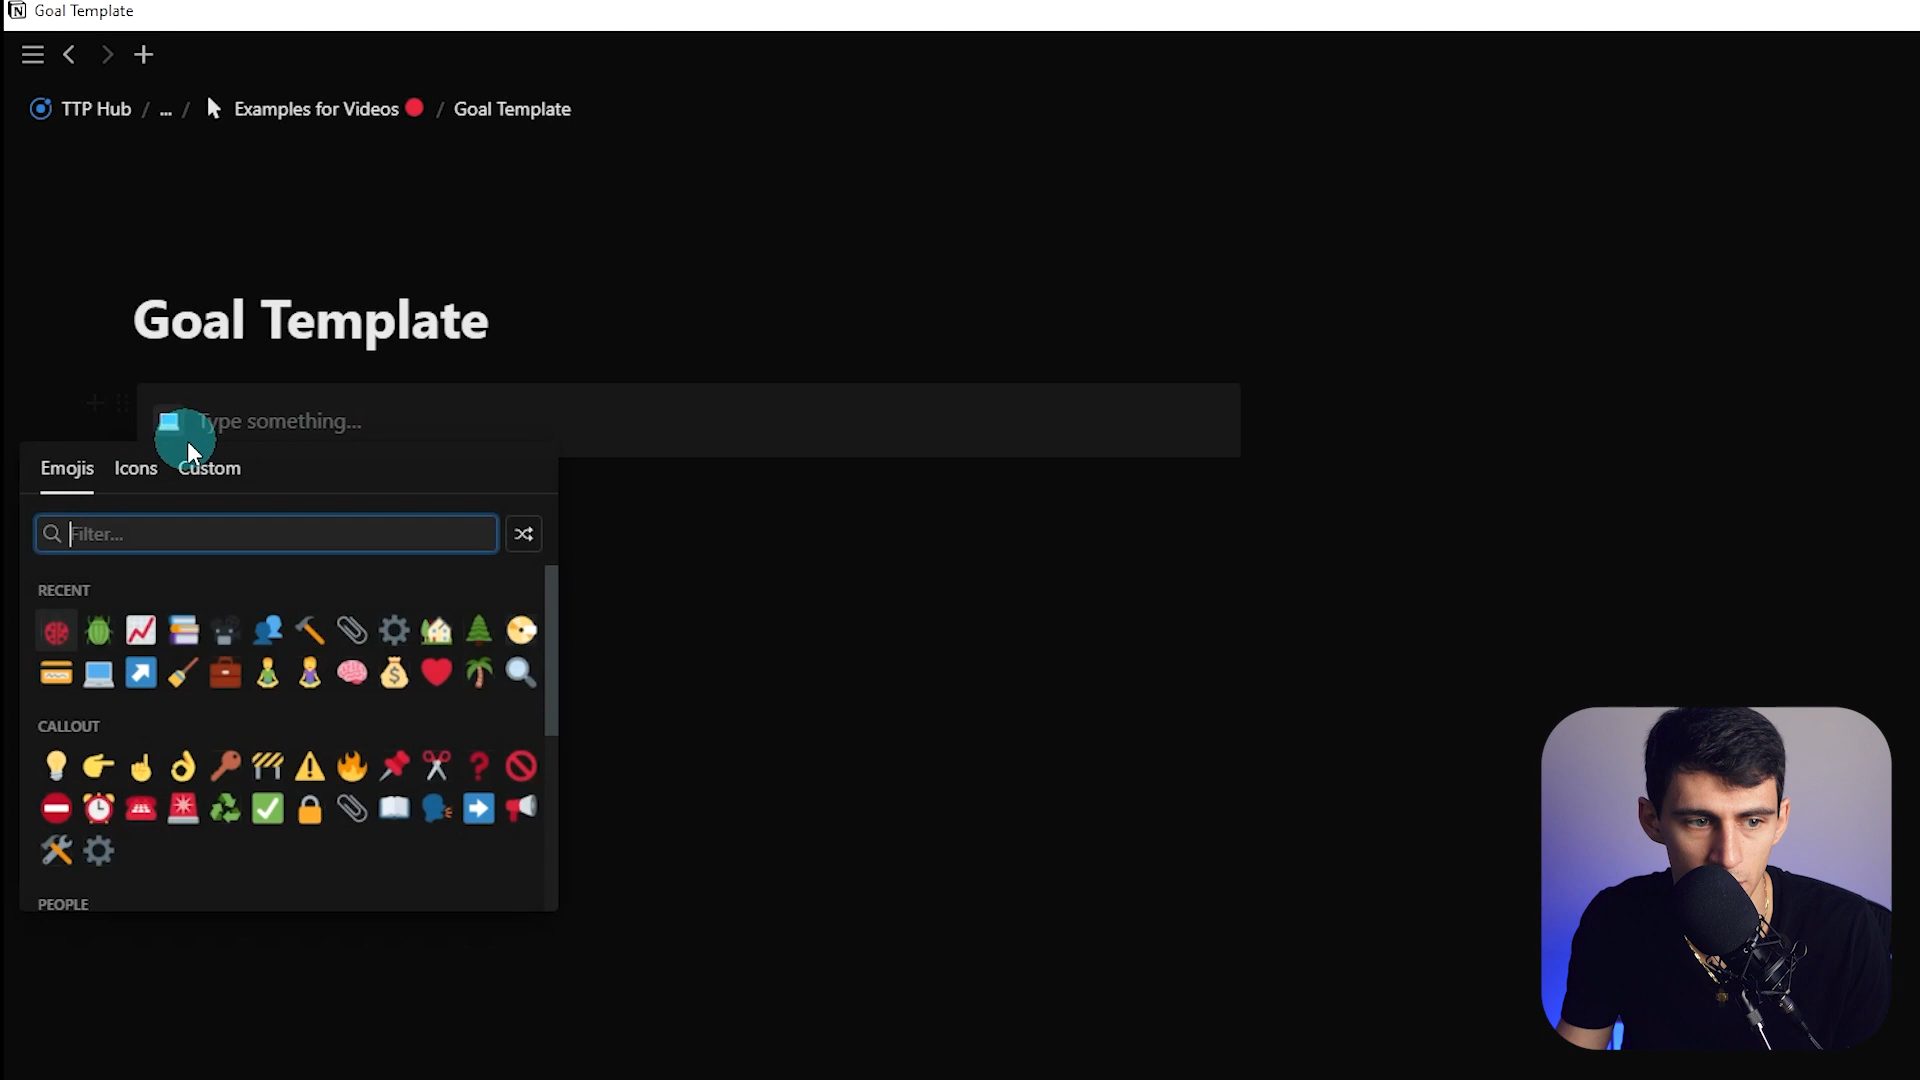 Goal Template
TTP Hub / ... / Examples for Videos / Goal Template
Goal Template
Type something...
Emojis Icons Custom
Filter...
RECENT
CALLOUT
PEOPLE